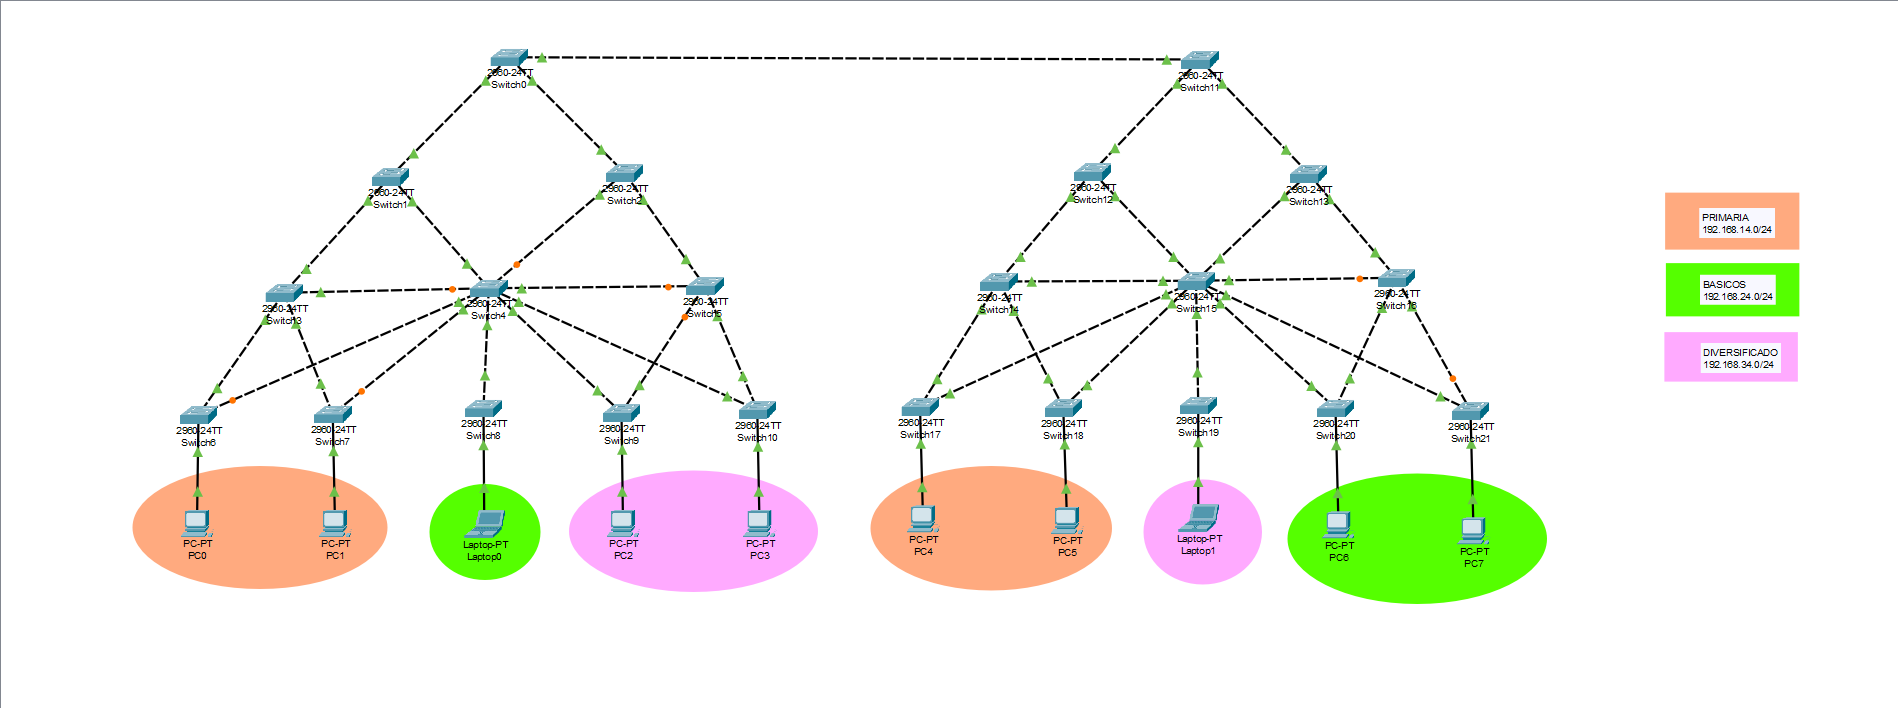 2960-24TT
Switch0
2960-24TT
Switch11
2960-24TT
Switch1
2960-24TT
Switch2
2960-24TT
Switch12
2960-24TT
Switch13
PRIMARIA
192.168.14.0/24
BASICOS
192.168.24.0/24
DIVERSIFICADO
192.168.34.0/24
2960-24TT
Switch3
2960-24TT
Switch4
2960-24TT
Switch5
2960-24TT
Switch14
2960-24TT
Switch15
2960-24TT
Switch16
2960-24TT
Switch6
2960-24TT
Switch7
2960-24TT
Switch8
2960-24TT
Switch9
2960-24TT
Switch10
2960-24TT
Switch17
2960-24TT
Switch18
2960-24TT
Switch19
2960-24TT
Switch20
2960-24TT
Switch21
PC-PT
PC0
PC-PT
PC1
Laptop-PT
Laptop0
PC-PT
PC2
PC-PT
PC3
PC-PT
PC4
PC-PT
PC5
Laptop-PT
Laptop1
PC-PT
PC6
PC-PT
PC7